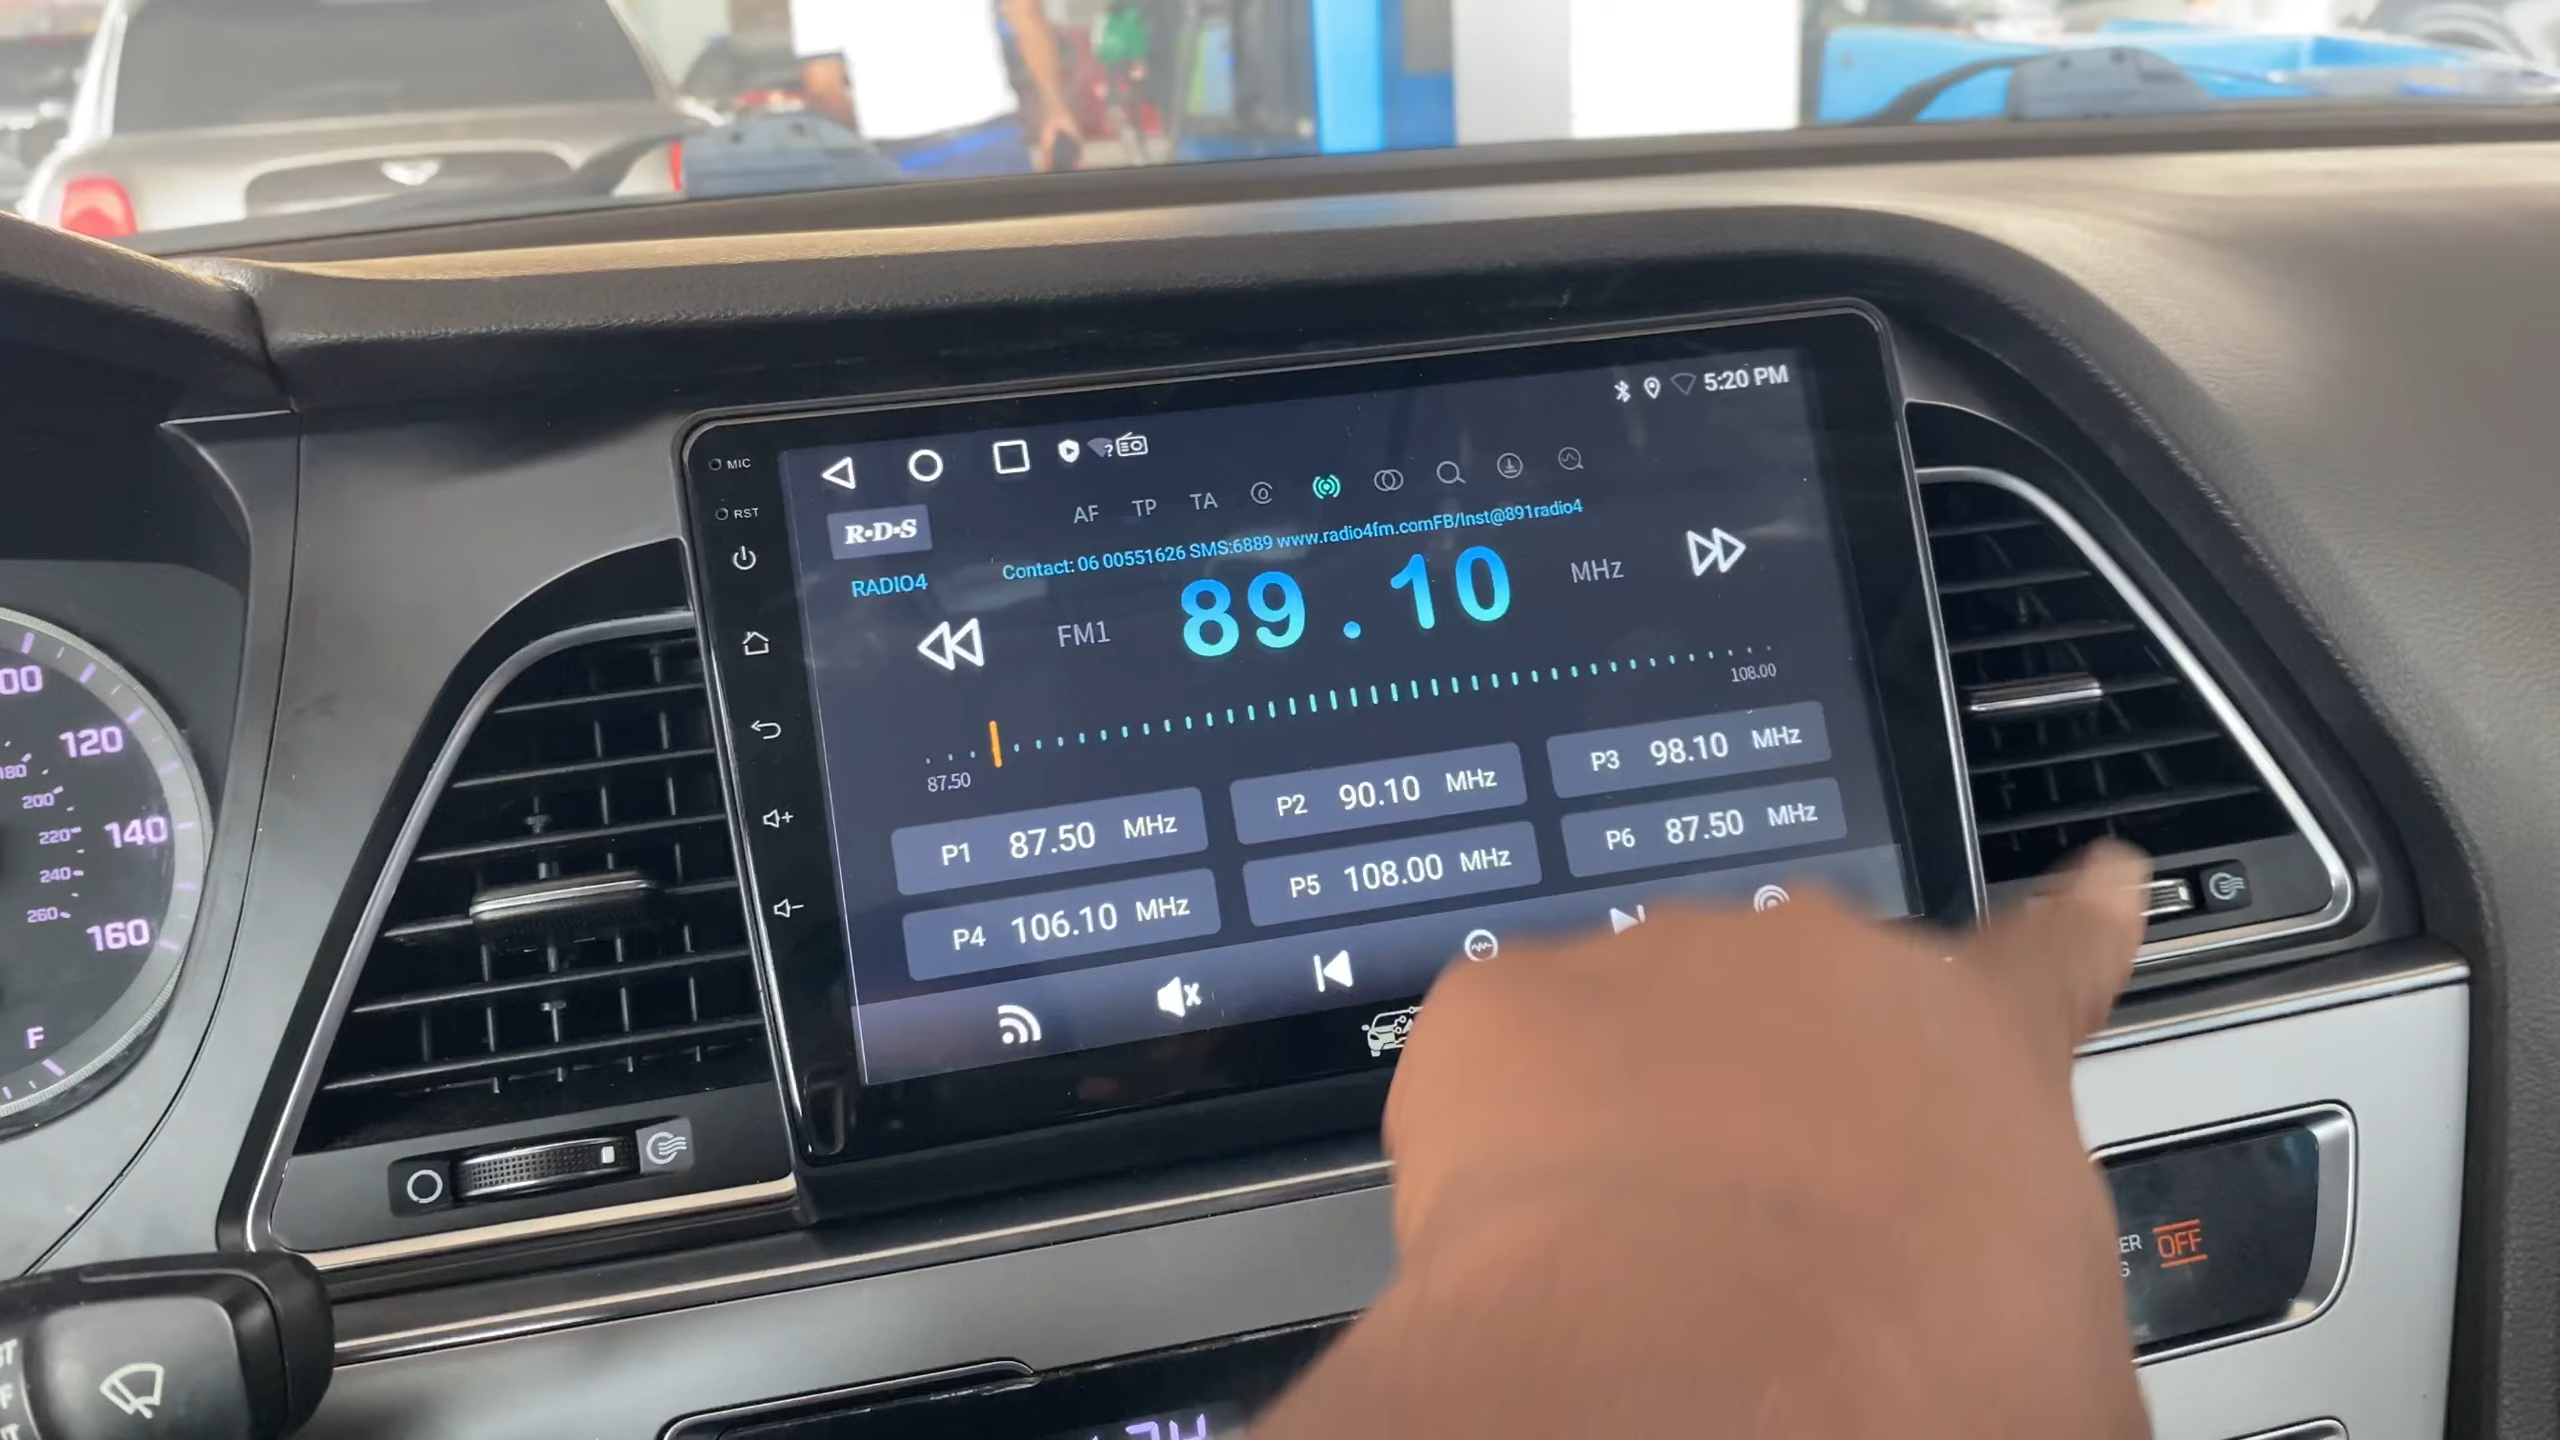 5:20 PM
MIC
RST
AF TP TA
R·D·S
Contact: 06 00551626 SMS:6889 www.radio4fm.comFB/Inst@891radio4
RADIO4
FM1 89.10 MHz
108.00
87.50
P1 87.50 MHz
P2 90.10 MHz
P3 98.10 MHz
P4 106.10 MHz
P5 108.00 MHz
P6 87.50 MHz
120
140
160
180
200
220
240
260
F
OFF